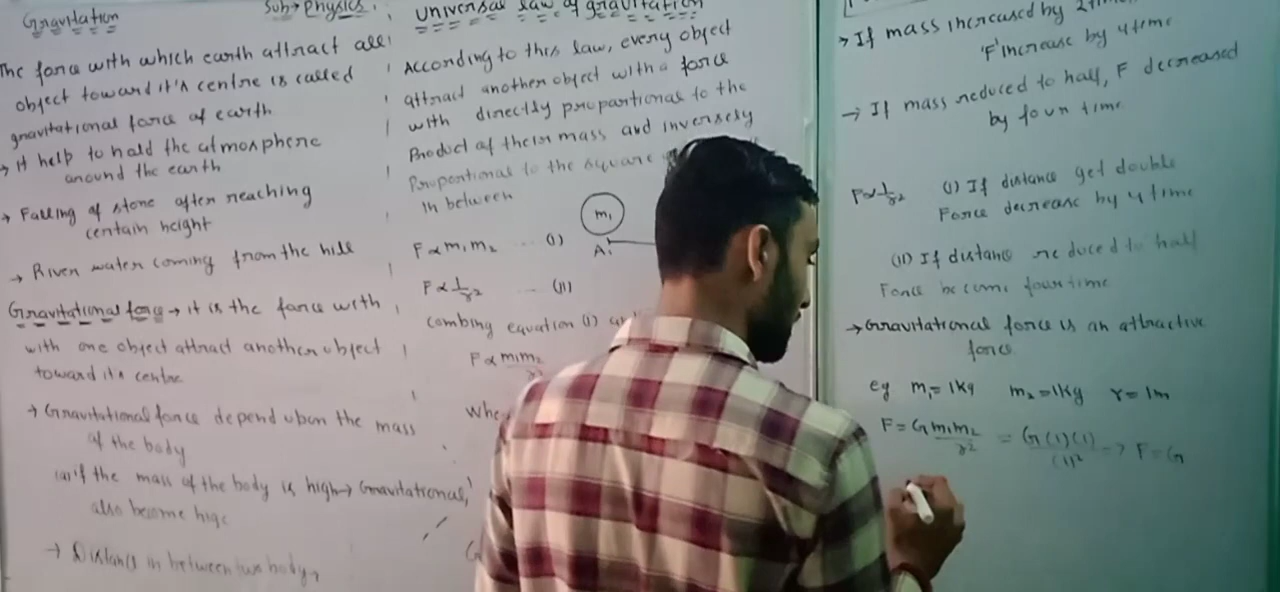 Gravitation
The force with which earth attract all
object toward it's centre is called
gravitational force of earth
→ it help to hold the atmosphere
around the earth
→ Falling of stone after reaching
certain height
→ River water coming from the hill
Gravitational force → it is the force with
with one object attract another object
toward its centre
→ Gravitational force depend upon the mass
of the body
if the mass of the body is high → Gravitational
also become
→ Distance in between two body
Sub → Physics
Universal law of gravitation
According to this law, every object
attract another object with a force
with directly proportional to the
Product of their mass and inversely
Proportional to the square
in between
m₁
A
F ∝ m₁m₂ .... (i)
F ∝ 1/r² ... (ii)
combing equation (i)
F ∝ m₁m₂
→ If mass increased by 2
'F' increase by 4 time
→ If mass reduced to half, F decreased
by four time
F ∝ 1/r² (i) If distance get double
Force decrease by 4 time
(ii) If distance reduced to half
Force become four time
→ Gravitational force is an attractive
force
eg m₁ = 1kg m₂ = 1kg r = 1m
F = G m₁m₂/r² = G(1)(1)/(1)² → F = G